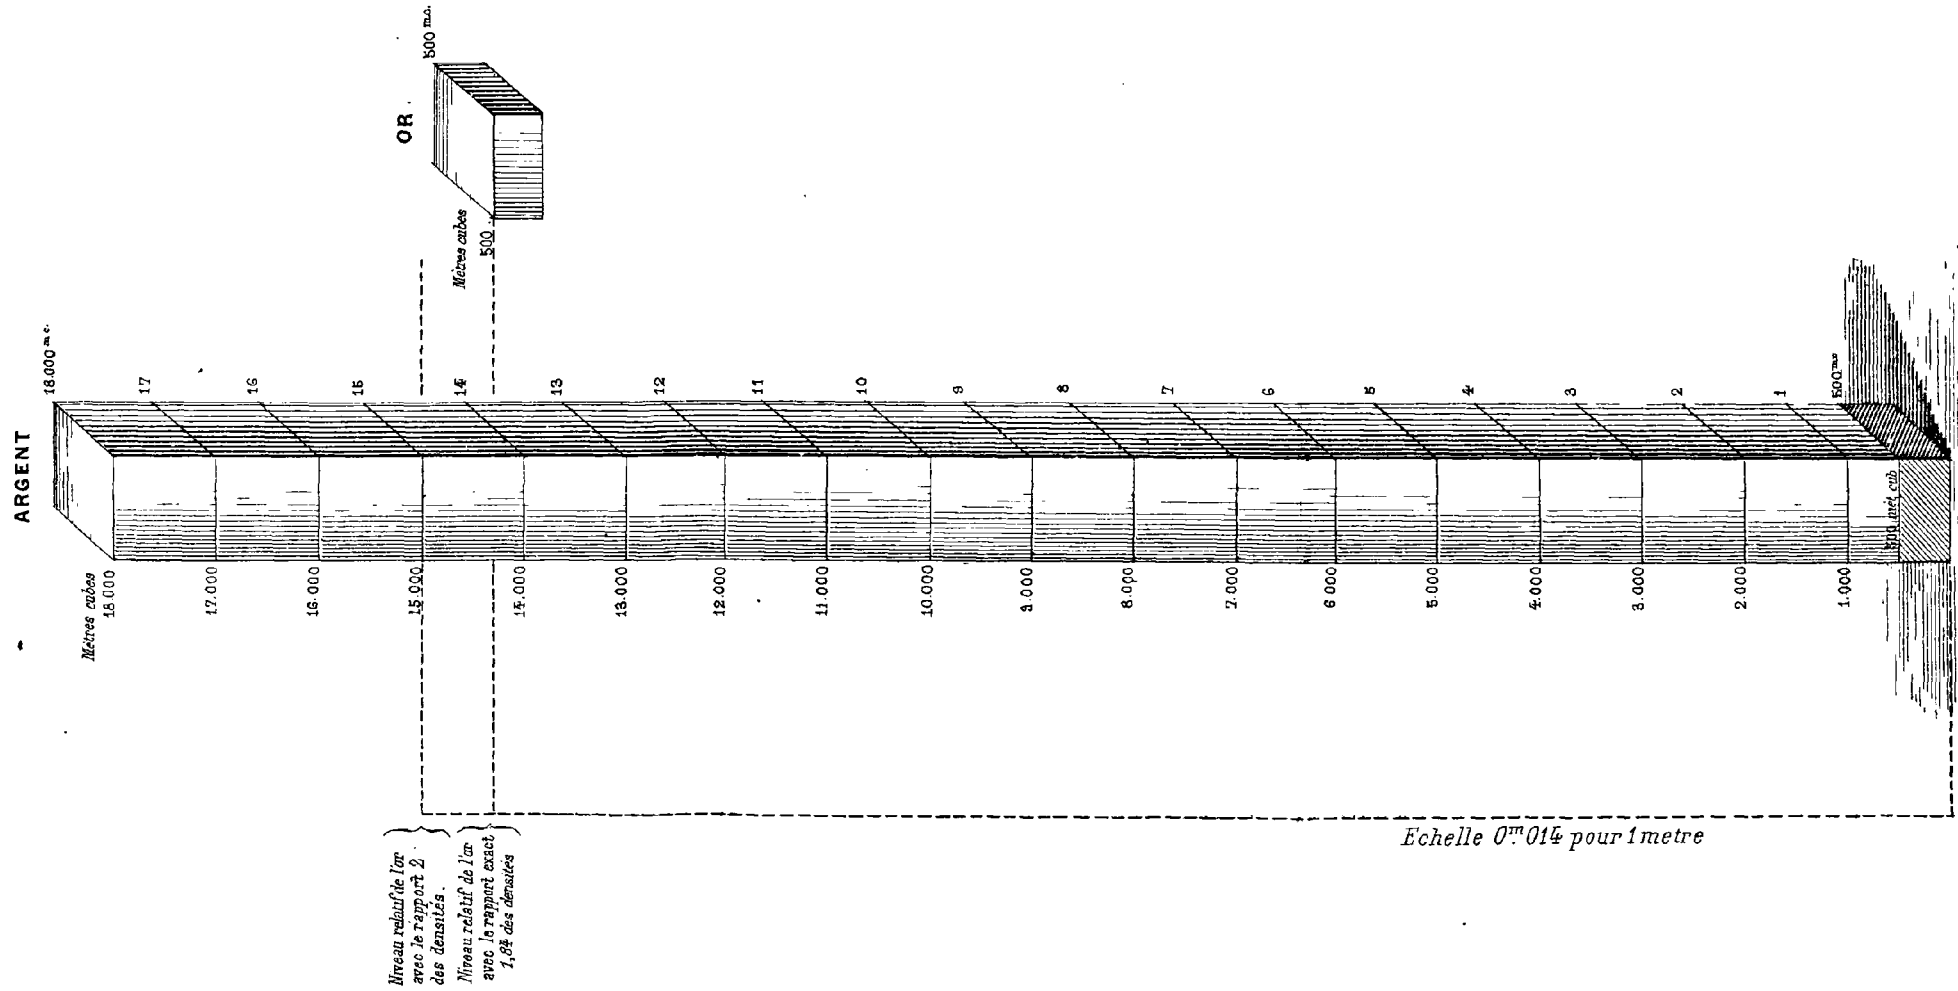 ARGENT
OR
Mètres cubes
18.000
17.000
16.000
15.000
14.000
13.000
12.000
11.000
10.000
9.000
8.000
7.000
6.000
5.000
4.000
3.000
2.000
1.000
500 mèt. cub
18.000 m.c.
17
16
15
14
13
12
11
10
9
8
7
6
5
4
3
2
1
500 mc
500 mc.
Mètres cubes
500
Niveau relatif de l'or
avec le rapport 2
des densités.
Niveau relatif de l'or
avec le rapport exact
1,84 des densités
Echelle 0m.014 pour 1 metre